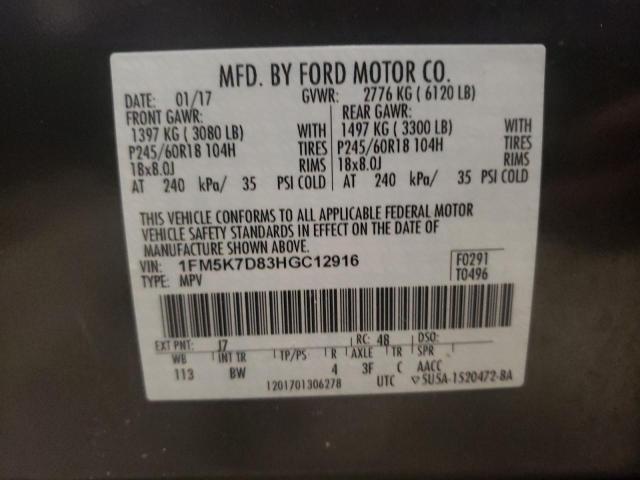 MFD. BY FORD MOTOR CO.
DATE: 01/17 GVWR: 2776 KG ( 6120 LB)
FRONT GAWR: REAR GAWR:
1397 KG ( 3080 LB) WITH 1497 KG ( 3300 LB) WITH
P245/60R18 104H TIRES P245/60R18 104H TIRES
18x8.0J RIMS 18x8.0J RIMS
AT 240 kPa/ 35 PSI COLD AT 240 kPa/ 35 PSI COLD
THIS VEHICLE CONFORMS TO ALL APPLICABLE FEDERAL MOTOR
VEHICLE SAFETY STANDARDS IN EFFECT ON THE DATE OF
MANUFACTURE SHOWN ABOVE.
VIN: 1FM5K7D83HGC12916 F0291
TYPE: MPV T0496
EXT PNT: J7 RC: 48 DSO:
WB INT TR TP/PS R AXLE TR SPR
113 BW 4 3F C AACC
1201701306278 UTC ▽5U5A-1520472-BA